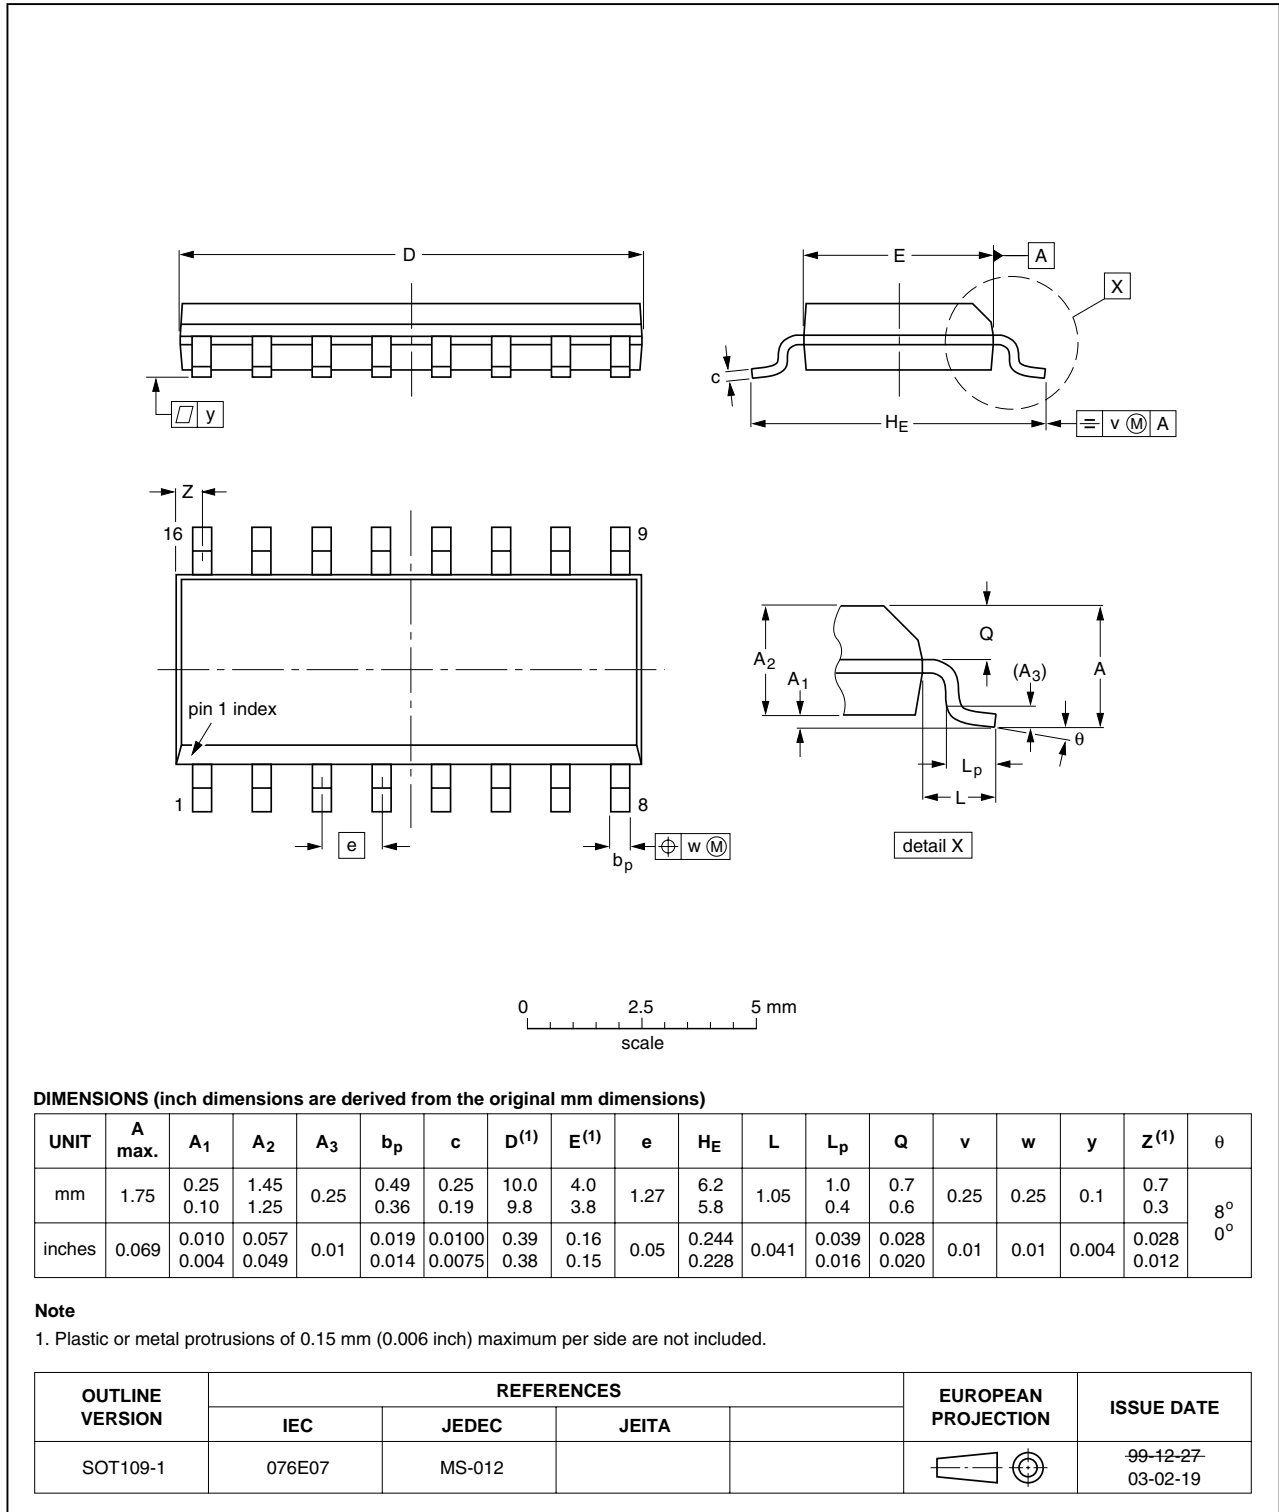 D
E
A
X
c
y
HE
v M A
Z
16
9
pin 1 index
1
8
e
bp
w M
A2
A1
Q
(A3)
A
θ
Lp
L
detail X
0 2.5 5 mm
scale
DIMENSIONS (inch dimensions are derived from the original mm dimensions)
UNIT A max. A1 A2 A3 bp c D(1) E(1) e HE L Lp Q v w y Z(1) θ
mm 1.75 0.25 0.10 1.45 1.25 0.25 0.49 0.36 0.25 0.19 10.0 9.8 4.0 3.8 1.27 6.2 5.8 1.05 1.0 0.4 0.7 0.6 0.25 0.25 0.1 0.7 0.3 8o 0o
inches 0.069 0.010 0.004 0.057 0.049 0.01 0.019 0.014 0.0100 0.0075 0.39 0.38 0.16 0.15 0.05 0.244 0.228 0.041 0.039 0.016 0.028 0.020 0.01 0.01 0.004 0.028 0.012
Note
1. Plastic or metal protrusions of 0.15 mm (0.006 inch) maximum per side are not included.
OUTLINE VERSION REFERENCES EUROPEAN PROJECTION ISSUE DATE
IEC JEDEC JEITA
SOT109-1 076E07 MS-012 99-12-27
03-02-19